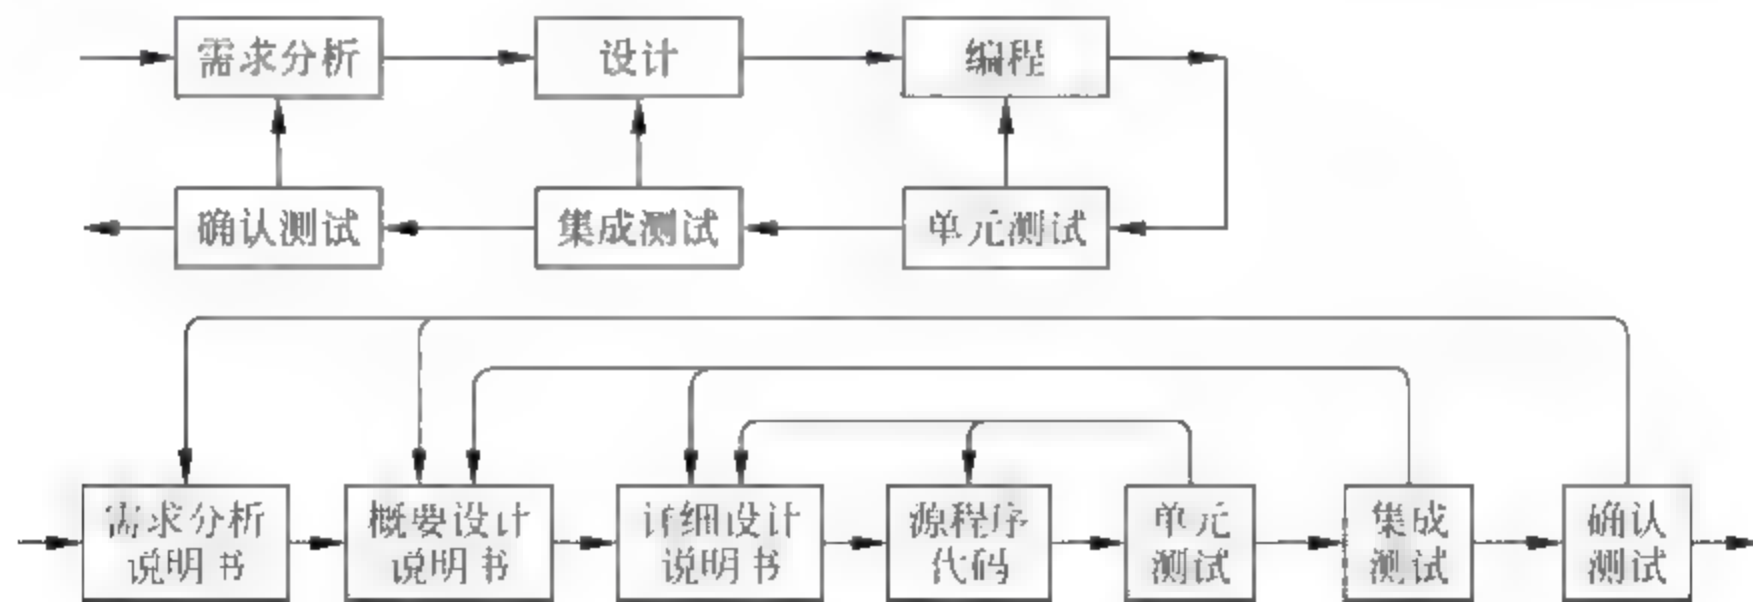 需求分析
设计
编程
确认测试
集成测试
单元测试
需求分析
说明书
概要设计
说明书
详细设计
说明书
源程序
代码
单元
测试
集成
测试
确认
测试